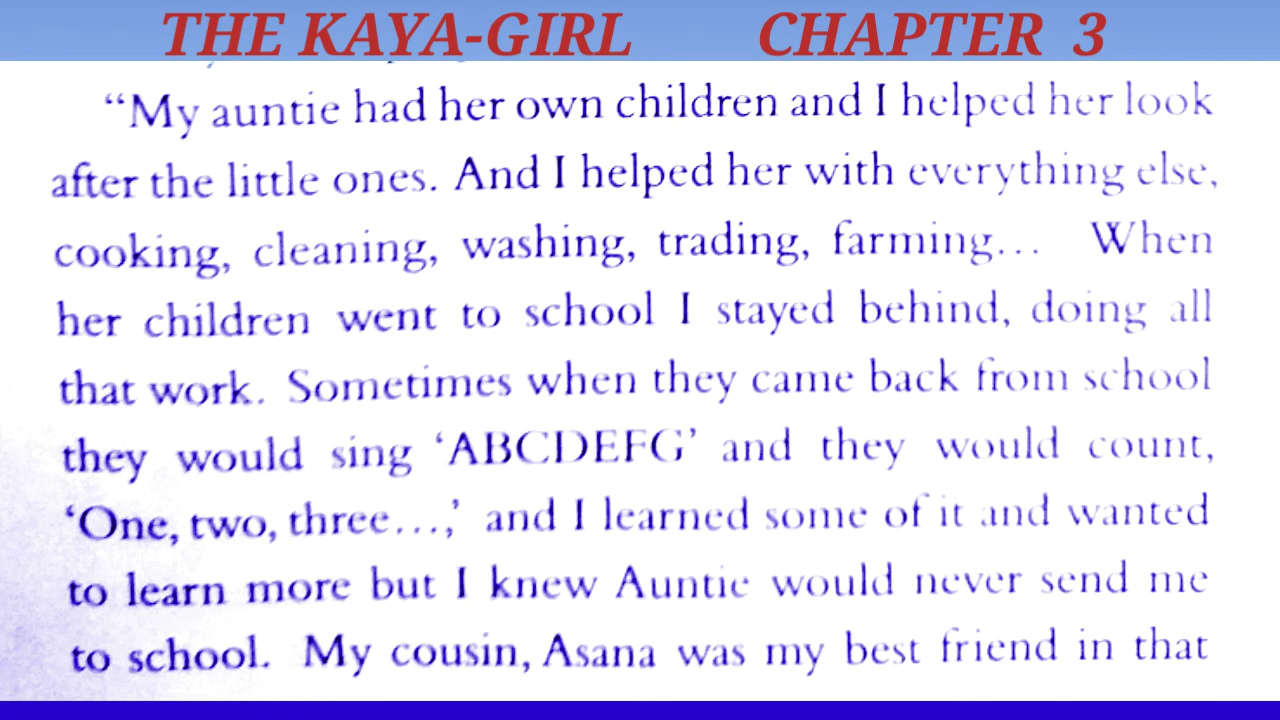 THE KAYA-GIRL CHAPTER 3
“My auntie had her own children and I helped her look
after the little ones. And I helped her with everything else,
cooking, cleaning, washing, trading, farming... When
her children went to school I stayed behind, doing all
that work. Sometimes when they came back from school
they would sing ‘ABCDEFG’ and they would count,
‘One, two, three...,’ and I learned some of it and wanted
to learn more but I knew Auntie would never send me
to school. My cousin, Asana was my best friend in that